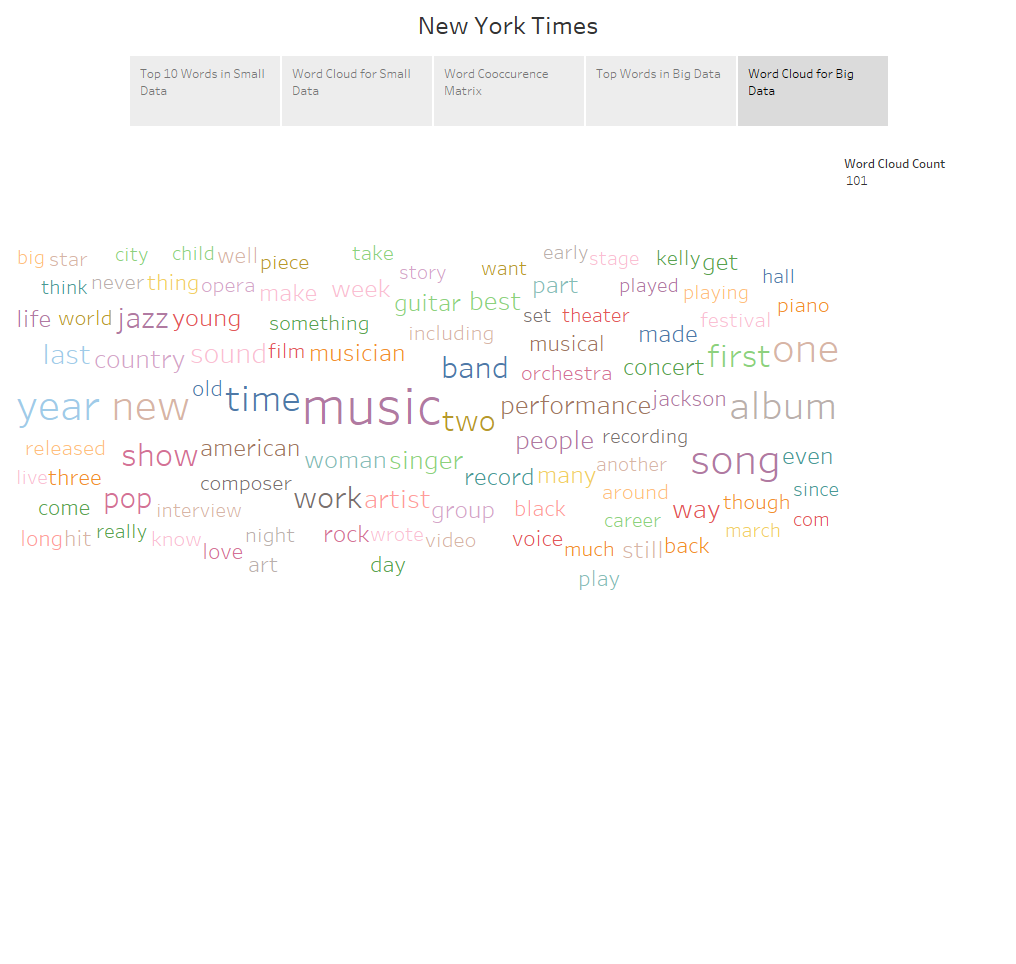 New York Times
Top 10 Words in Small Data
Word Cloud for Small Data
Word Cooccurence Matrix
Top Words in Big Data
Word Cloud for Big Data
Word Cloud Count
101
big star city child well piece take early stage kelly get
think never thing opera make week story want part played playing hall
life world jazz young something guitar best set theater festival piano
last country sound film musician including musical made concert first one
year new old time music band orchestra two performance jackson album
released show american woman singer people recording song even
live three composer record many another since
come pop interview work artist group black around career way though com
long hit really know love night rock wrote video voice much still back march
art day play